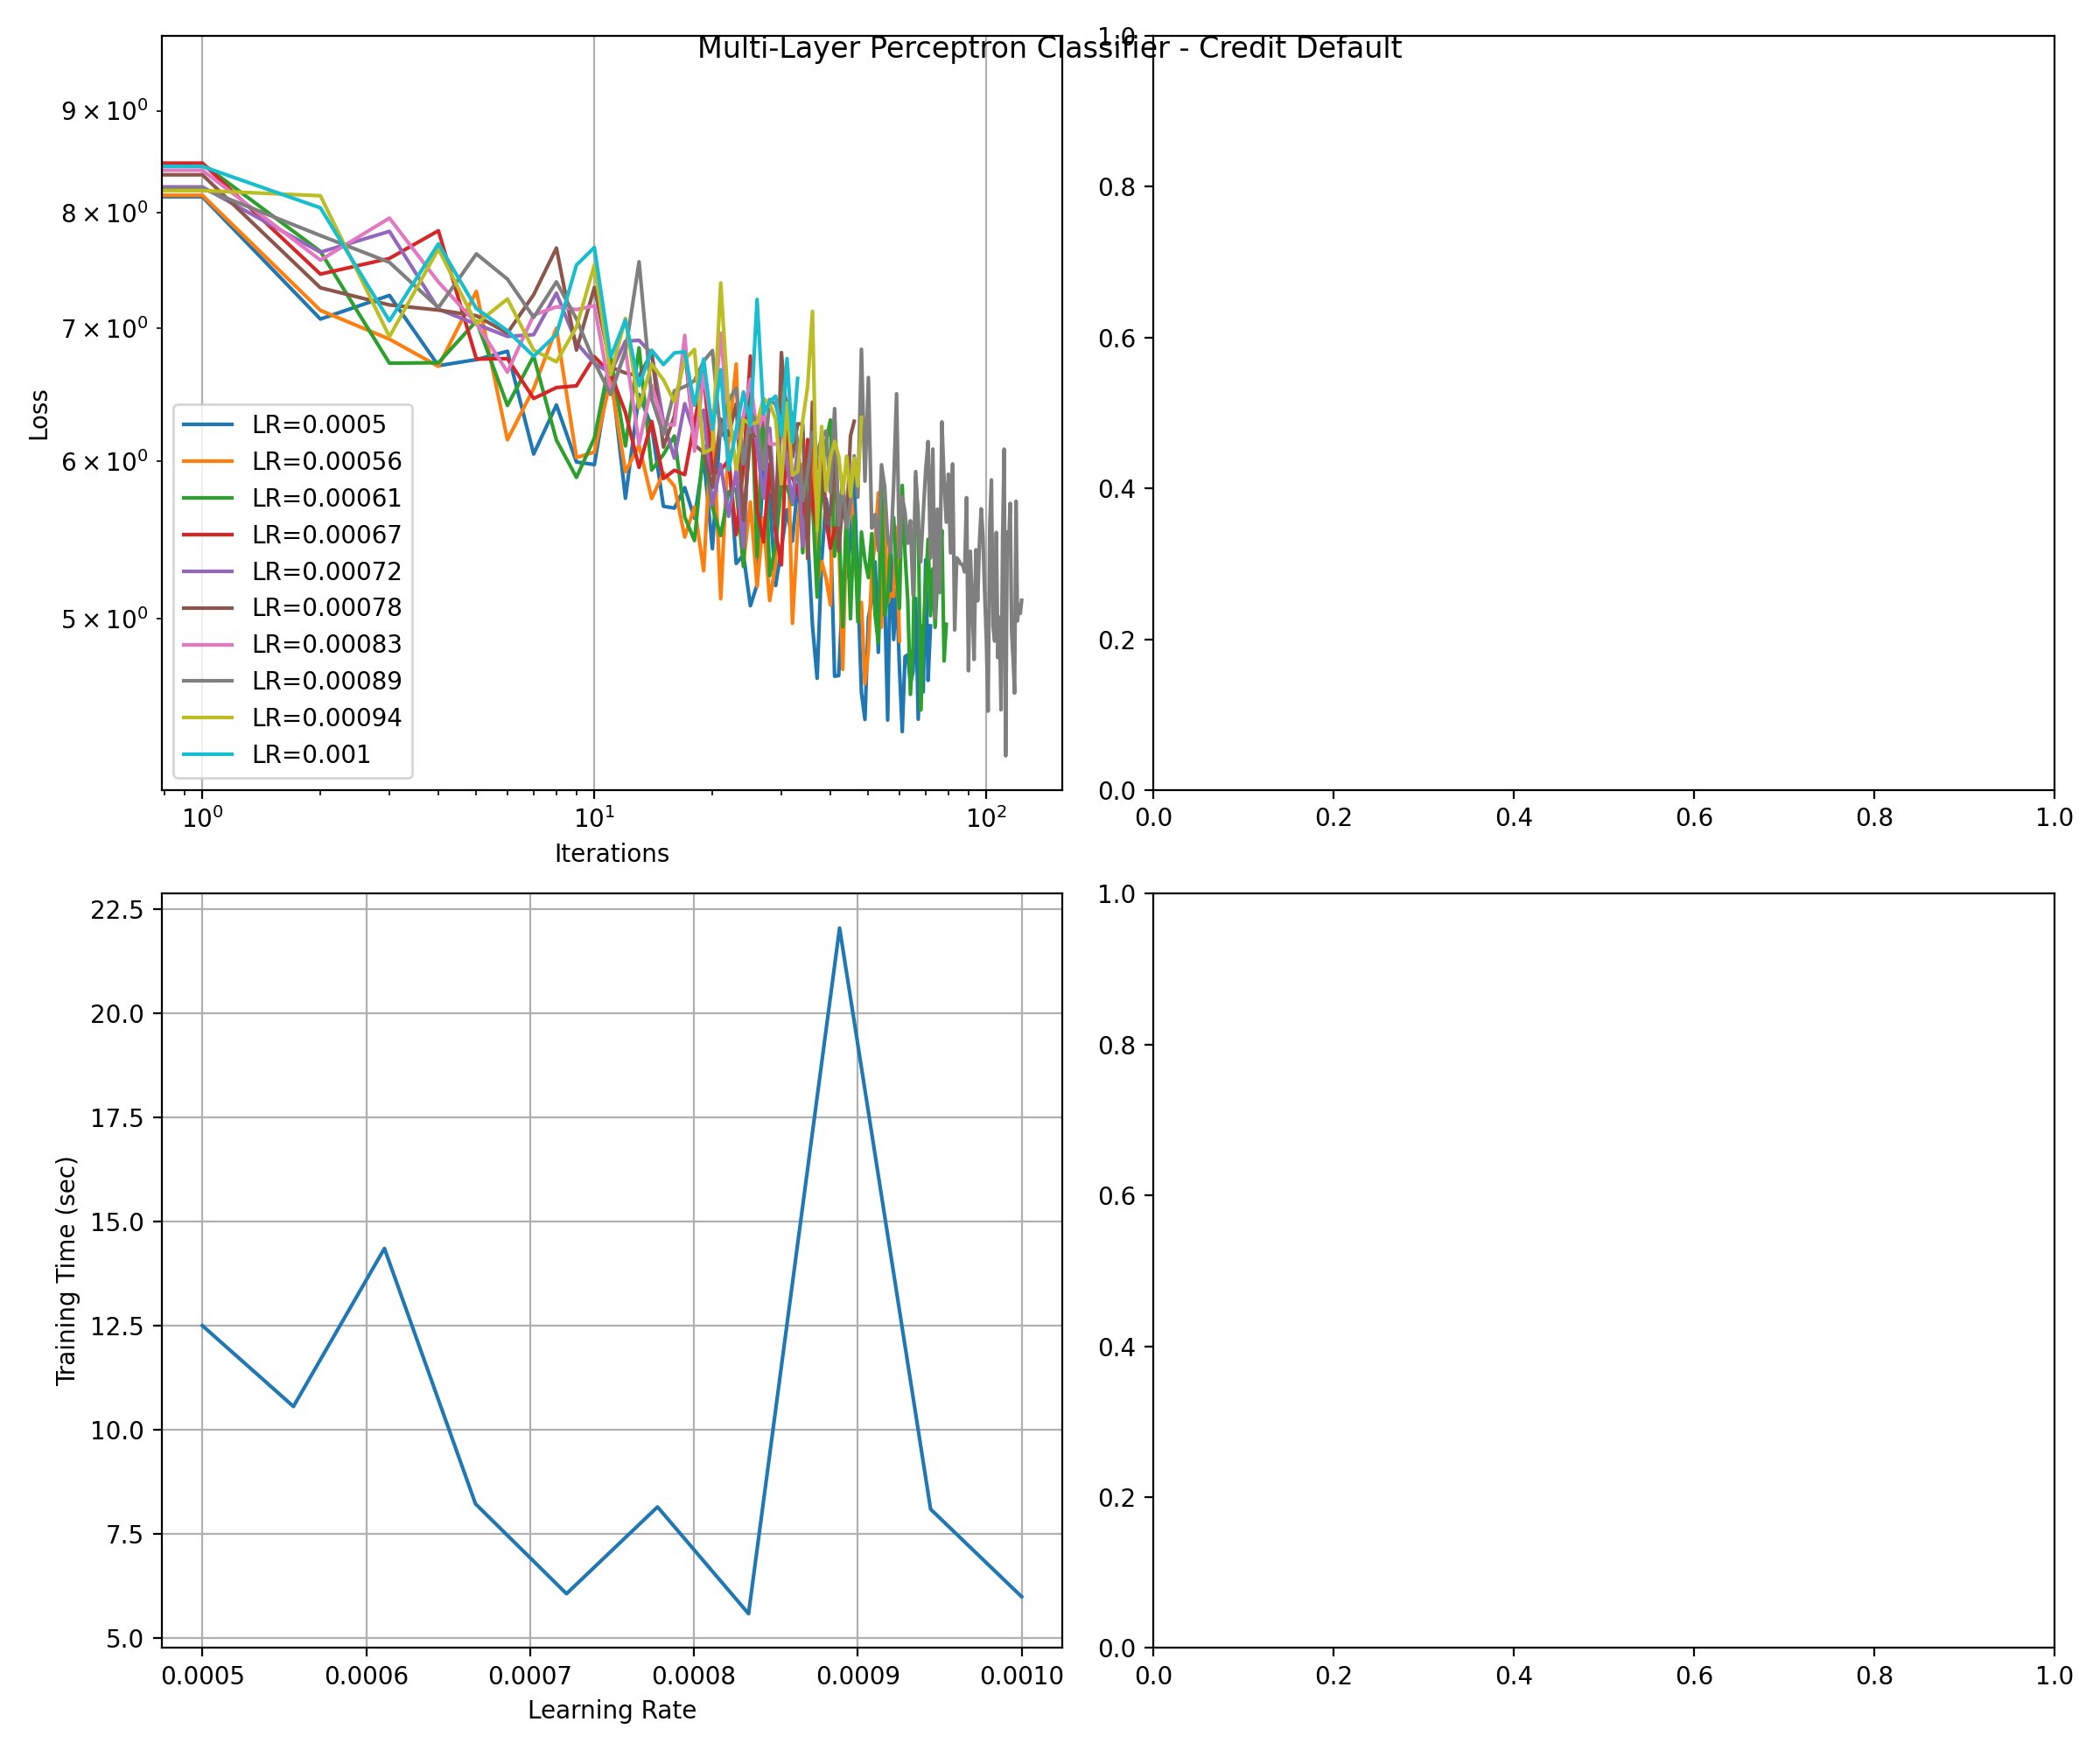 Multi-Layer Perceptron Classifier - Credit Default
9 × 10⁰
8 × 10⁰
7 × 10⁰
6 × 10⁰
5 × 10⁰
Loss
LR=0.0005
LR=0.00056
LR=0.00061
LR=0.00067
LR=0.00072
LR=0.00078
LR=0.00083
LR=0.00089
LR=0.00094
LR=0.001
10⁰ 10¹ 10²
Iterations
1.0
0.8
0.6
0.4
0.2
0.0
0.0 0.2 0.4 0.6 0.8 1.0
22.5
20.0
17.5
15.0
12.5
10.0
7.5
5.0
Training Time (sec)
0.0005 0.0006 0.0007 0.0008 0.0009 0.0010
Learning Rate
1.0
0.8
0.6
0.4
0.2
0.0
0.0 0.2 0.4 0.6 0.8 1.0